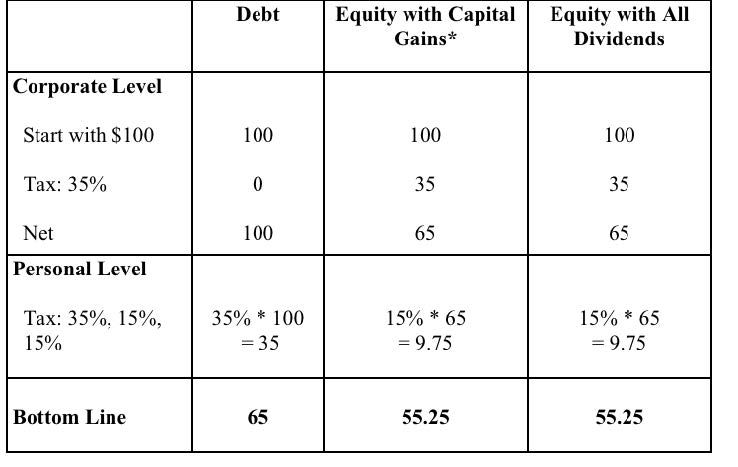 Debt Equity with Capital Equity with All
Gains* Dividends
Corporate Level
Start with $100 100 100 100
Tax: 35% 0 35 35
Net 100 65 65
Personal Level
Tax: 35%, 15%, 35% * 100 15% * 65 15% * 65
15% = 35 = 9.75 = 9.75
Bottom Line 65 55.25 55.25